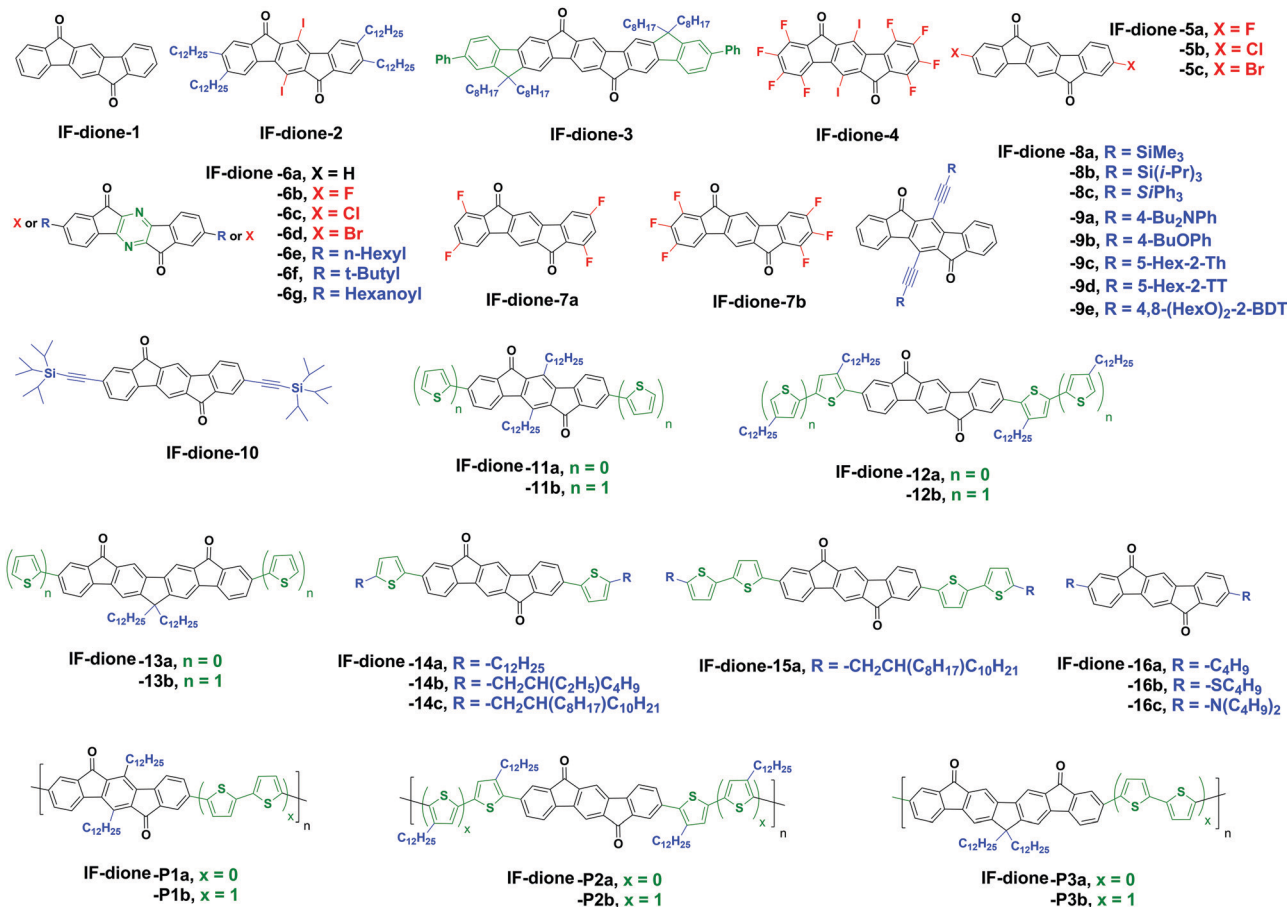 O
O
IF-dione-1
C12H25
O
I
C12H25
C12H25
C12H25
I
O
IF-dione-2
C8H17
C8H17
O
Ph
Ph
C8H17
C8H17
O
IF-dione-3
F
O
I
F
F
F
F
F
F
F
I
O
IF-dione-4
O
X
X
O
IF-dione-5a, X = F
-5b, X = Cl
-5c, X = Br
O
N
X or R
R or X
N
O
IF-dione -6a, X = H
-6b, X = F
-6c, X = Cl
-6d, X = Br
-6e, R = n-Hexyl
-6f, R = t-Butyl
-6g, R = Hexanoyl
F
O
F
F
F
O
IF-dione-7a
F
O
F
F
F
F
F
O
IF-dione-7b
R
O
O
R
IF-dione -8a, R = SiMe3
-8b, R = Si(i-Pr)3
-8c, R = SiPh3
-9a, R = 4-Bu2NPh
-9b, R = 4-BuOPh
-9c, R = 5-Hex-2-Th
-9d, R = 5-Hex-2-TT
-9e, R = 4,8-(HexO)2-2-BDT
Si
O
O
Si
IF-dione-10
S
n
O
C12H25
C12H25
O
S
n
IF-dione -11a, n = 0
-11b, n = 1
C12H25
S
S
n
C12H25
O
O
C12H25
S
S
C12H25
n
IF-dione -12a, n = 0
-12b, n = 1
S
n
O
O
C12H25
C12H25
S
n
IF-dione -13a, n = 0
-13b, n = 1
R
S
O
O
S
R
IF-dione -14a, R = -C12H25
-14b, R = -CH2CH(C2H5)C4H9
-14c, R = -CH2CH(C8H17)C10H21
R
S
S
O
O
S
S
R
IF-dione-15a, R = -CH2CH(C8H17)C10H21
R
O
O
R
IF-dione -16a, R = -C4H9
-16b, R = -SC4H9
-16c, R = -N(C4H9)2
O
C12H25
C12H25
O
S
S
x
n
IF-dione -P1a, x = 0
-P1b, x = 1
C12H25
S
S
x
C12H25
O
O
C12H25
S
S
C12H25
x
n
IF-dione -P2a, x = 0
-P2b, x = 1
O
O
C12H25
C12H25
S
S
x
n
IF-dione -P3a, x = 0
-P3b, x = 1